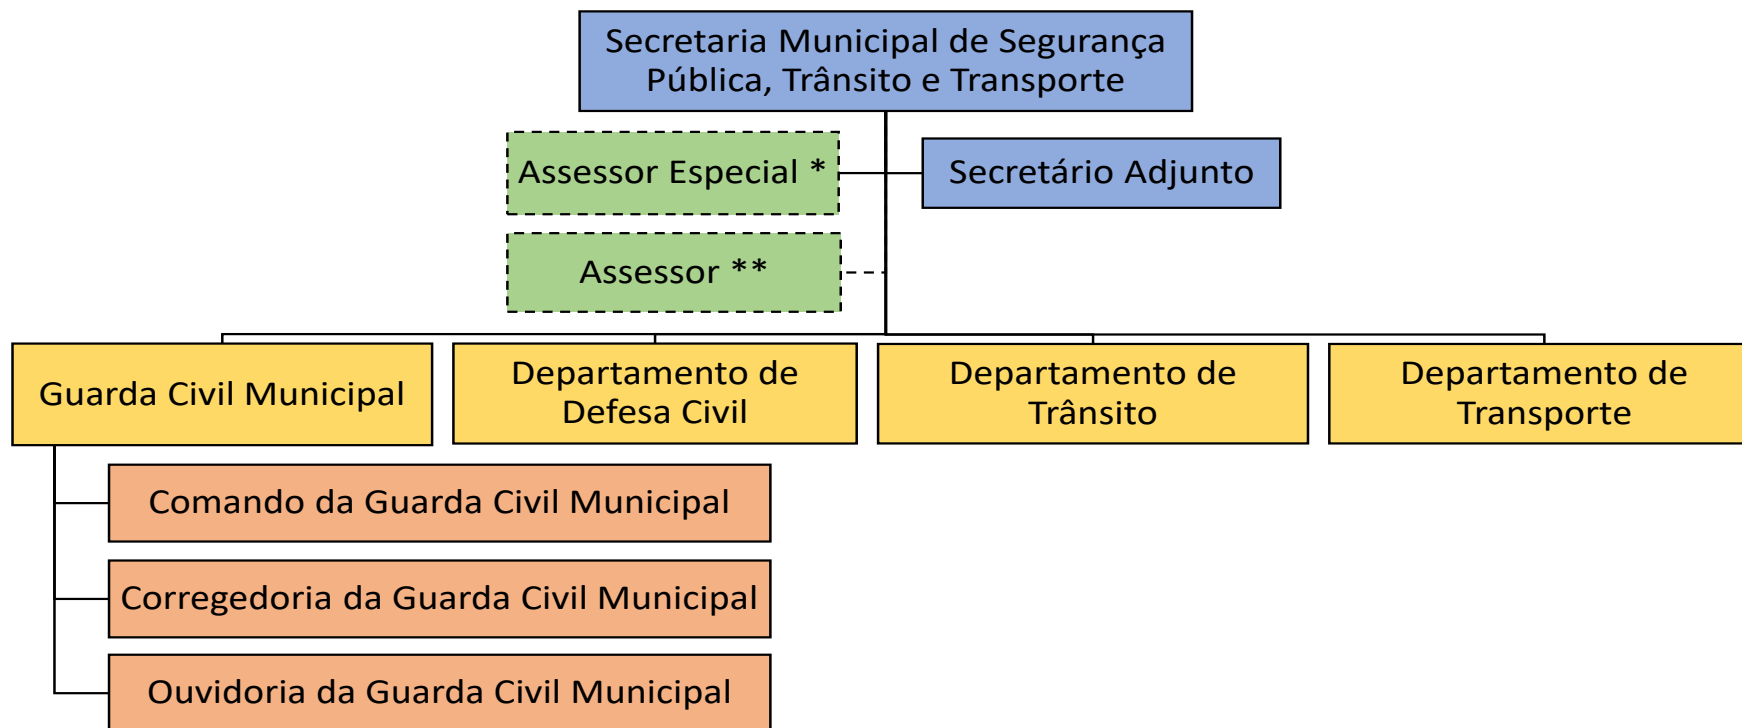 Secretaria Municipal de Segurança
Pública, Trânsito e Transporte
Assessor Especial *
Secretário Adjunto
Assessor **
Guarda Civil Municipal
Departamento de
Defesa Civil
Departamento de
Trânsito
Departamento de
Transporte
Comando da Guarda Civil Municipal
Corregedoria da Guarda Civil Municipal
Ouvidoria da Guarda Civil Municipal